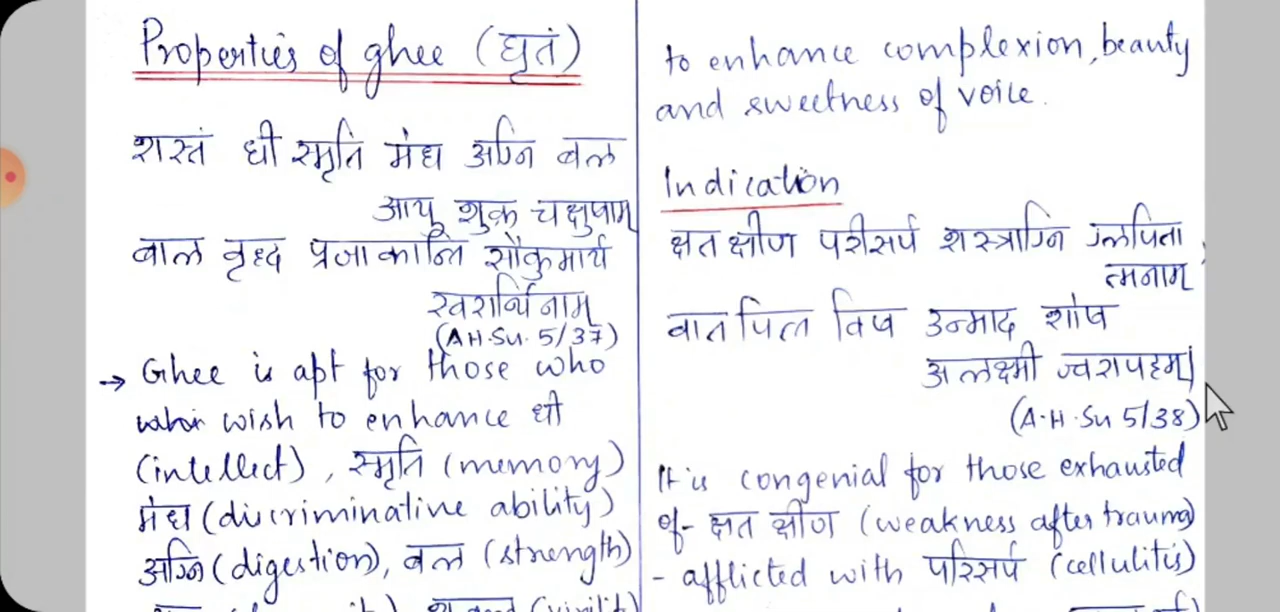 Properties of ghee (घृतं)
शस्तं धी स्मृति मेध अग्नि बल
आयू शुक्र चक्षुषाम्
बाल वृध्द प्रजाकान्ति सौकुमार्य
स्वरार्थिनाम्
(A H. Su. 5/37)
→ Ghee is apt for those who
wish to enhance धी
(intellect), स्मृति (memory)
मेध (discriminative ability)
अग्नि (digestion), बल (strength)
to enhance complexion, beauty
and sweetness of voice.
Indication
क्षत क्षीण परीसर्प शस्त्राग्नि ग्लपिता
त्मनाम्
वात पित्त विष उन्माद शोष
अलक्ष्मी ज्वरापहम्।
(A. H. Su 5/38)
It is congenial for those exhausted
of- क्षत क्षीण (weakness after trauma)
- afflicted with परिसर्प (cellulitis)